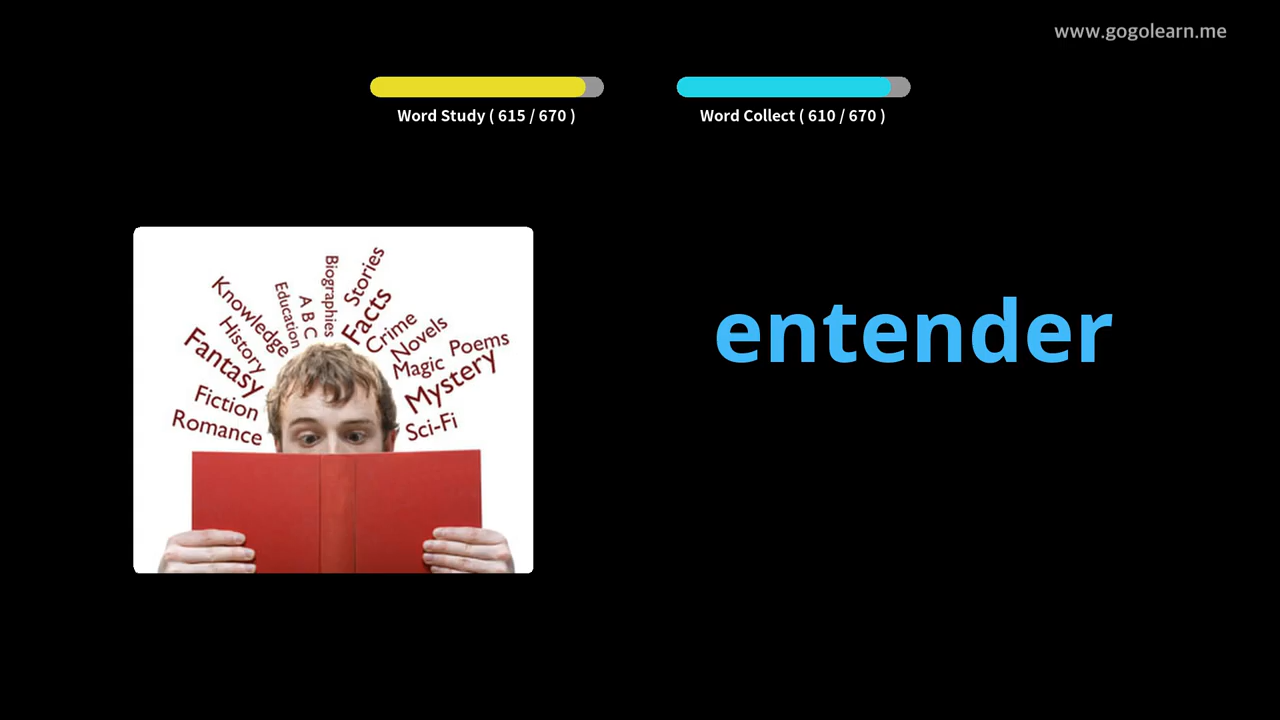 www.gogolearn.me
Word Study ( 615 / 670 )
Word Collect ( 610 / 670 )
Knowledge
History
Fantasy
Fiction
Romance
Education
A B C
Biographies
Stories
Facts
Crime
Novels
Magic
Poems
Mystery
Sci-Fi
entender